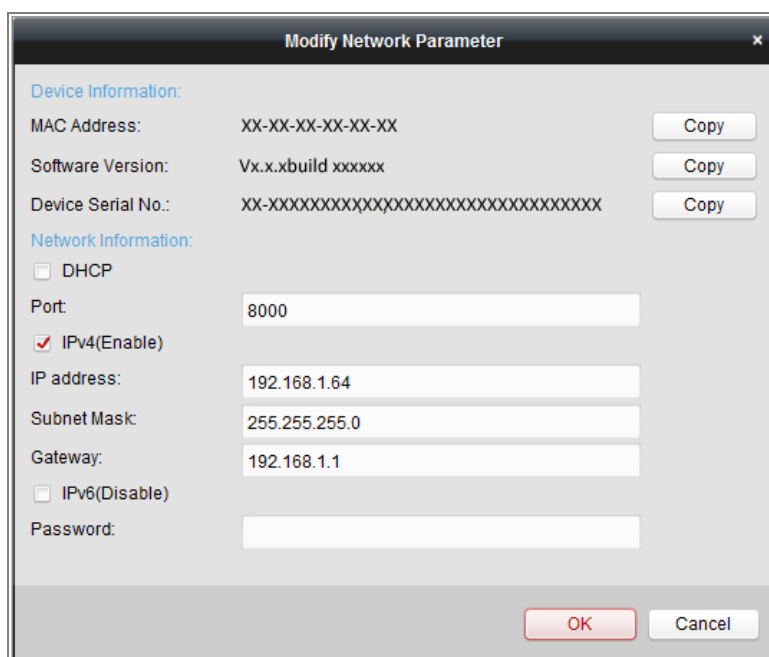 Modify Network Parameter ×
Device Information:
MAC Address: XX-XX-XX-XX-XX-XX Copy
Software Version: Vx.x.xbuild xxxxxx Copy
Device Serial No.: XX-XXXXXXXXXXXXXXXXXXXXXXXXXXXXXXXX Copy
Network Information:
DHCP
Port: 8000
IPv4(Enable)
IP address: 192.168.1.64
Subnet Mask: 255.255.255.0
Gateway: 192.168.1.1
IPv6(Disable)
Password:
OK Cancel